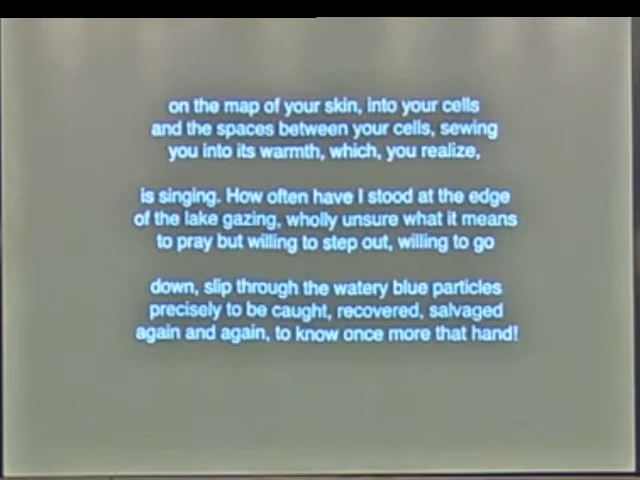 on the map of your skin, into your cells
and the spaces between your cells, sewing
you into its warmth, which, you realize,
is singing. How often have I stood at the edge
of the lake gazing, wholly unsure what it means
to pray but willing to step out, willing to go
down, slip through the watery blue particles
precisely to be caught, recovered, salvaged
again and again, to know once more that hand!